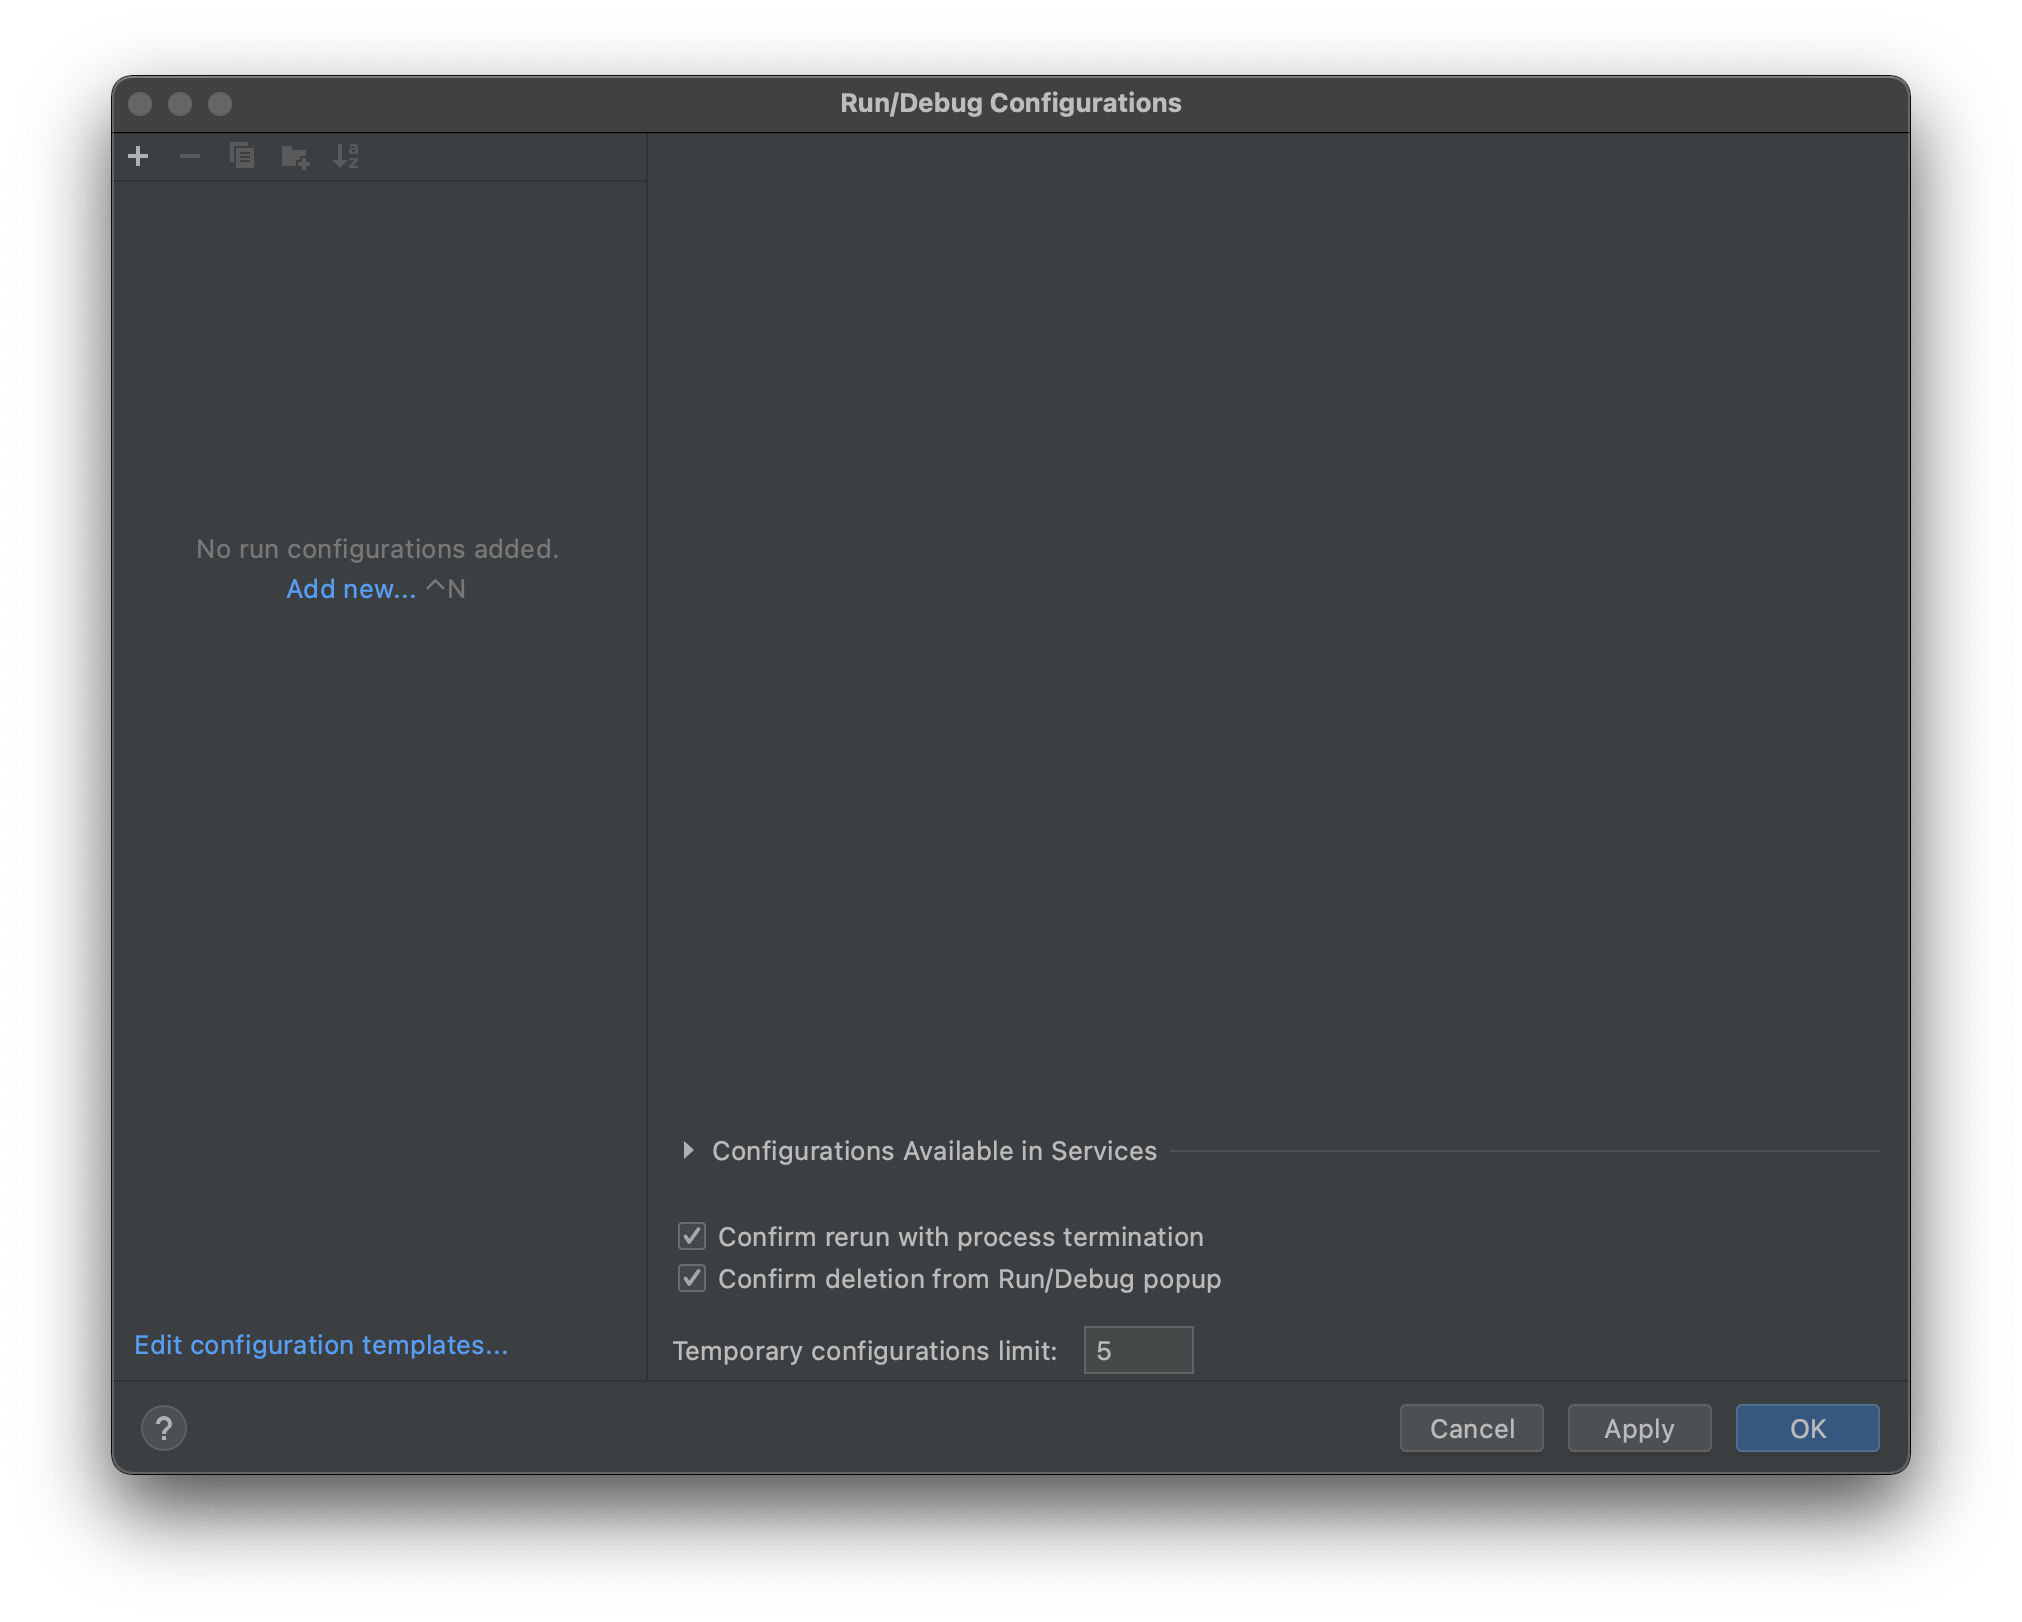 Run/Debug Configurations
No run configurations added.
Add new... ^N
Configurations Available in Services
Confirm rerun with process termination
Confirm deletion from Run/Debug popup
Edit configuration templates...
Temporary configurations limit: 5
? Cancel Apply OK